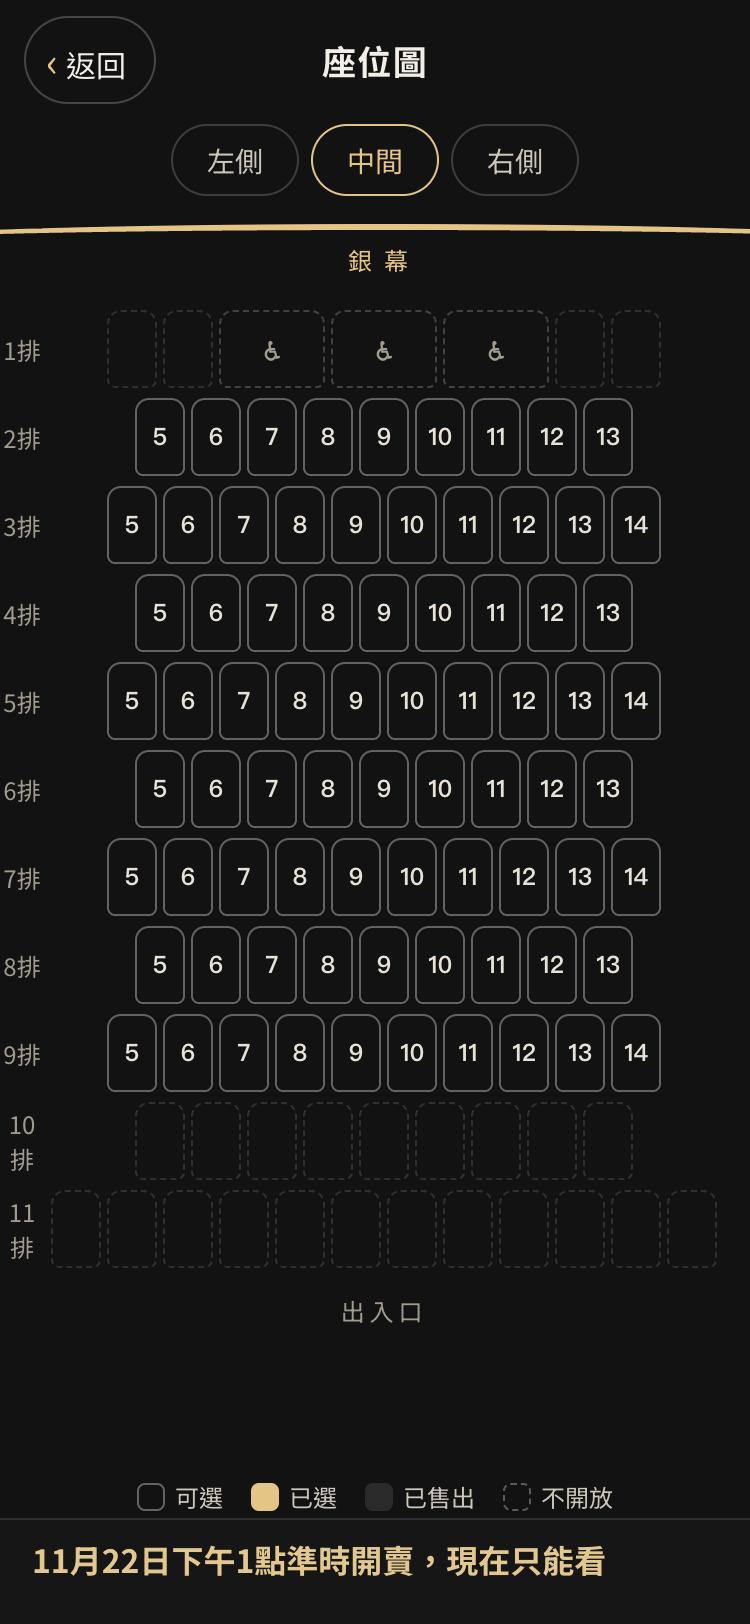 ‹ 返回
座位圖
左側 中間 右側
銀幕
1排 ♿ ♿ ♿
2排 5 6 7 8 9 10 11 12 13
3排 5 6 7 8 9 10 11 12 13 14
4排 5 6 7 8 9 10 11 12 13
5排 5 6 7 8 9 10 11 12 13 14
6排 5 6 7 8 9 10 11 12 13
7排 5 6 7 8 9 10 11 12 13 14
8排 5 6 7 8 9 10 11 12 13
9排 5 6 7 8 9 10 11 12 13 14
10
排
11
排
出入口
可選 已選 已售出 不開放
11月22日下午1點準時開賣，現在只能看